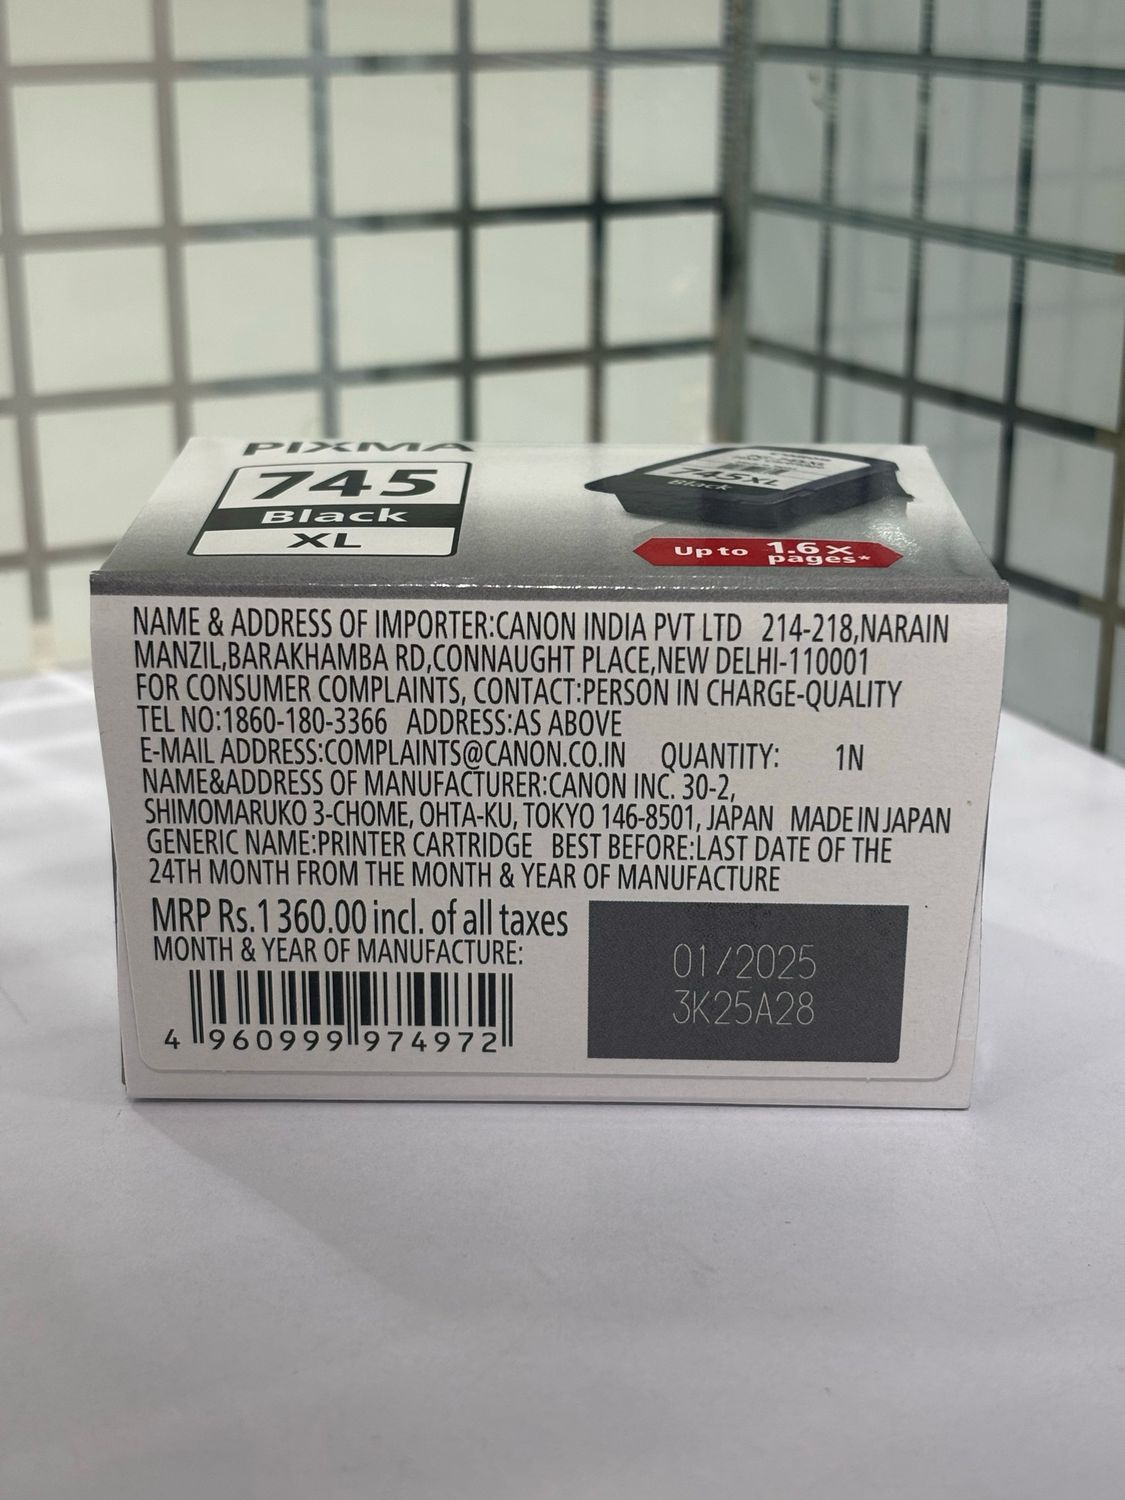 PIXMA
745
Black
XL
745XL
Black
Up to 1.6x
pages*
NAME & ADDRESS OF IMPORTER:CANON INDIA PVT LTD 214-218,NARAIN
MANZIL,BARAKHAMBA RD,CONNAUGHT PLACE,NEW DELHI-110001
FOR CONSUMER COMPLAINTS, CONTACT:PERSON IN CHARGE-QUALITY
TEL NO:1860-180-3366 ADDRESS:AS ABOVE
E-MAIL ADDRESS:COMPLAINTS@CANON.CO.IN QUANTITY: 1N
NAME&ADDRESS OF MANUFACTURER:CANON INC. 30-2,
SHIMOMARUKO 3-CHOME, OHTA-KU, TOKYO 146-8501, JAPAN MADE IN JAPAN
GENERIC NAME:PRINTER CARTRIDGE BEST BEFORE:LAST DATE OF THE
24TH MONTH FROM THE MONTH & YEAR OF MANUFACTURE
MRP Rs.1 360.00 incl. of all taxes
MONTH & YEAR OF MANUFACTURE:
01/2025
3K25A28
4 960999 974972